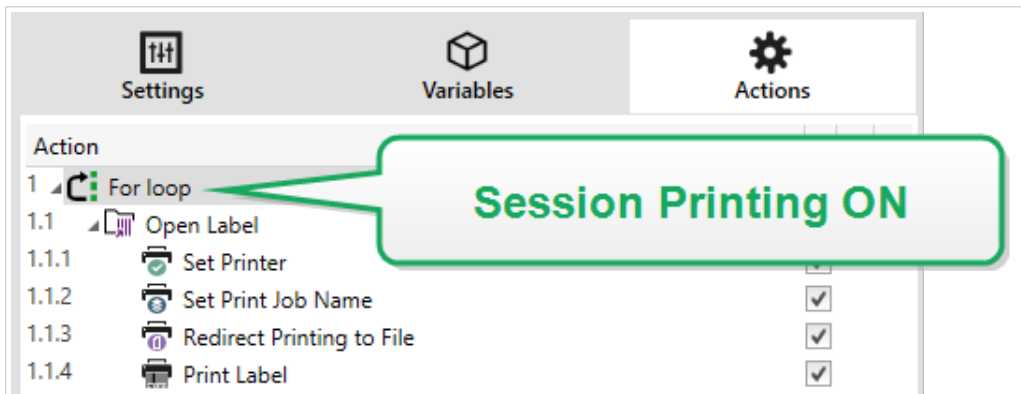 Settings Variables Actions
Action
1 For loop
Session Printing ON
1.1 Open Label
1.1.1 Set Printer
1.1.2 Set Print Job Name
1.1.3 Redirect Printing to File
1.1.4 Print Label